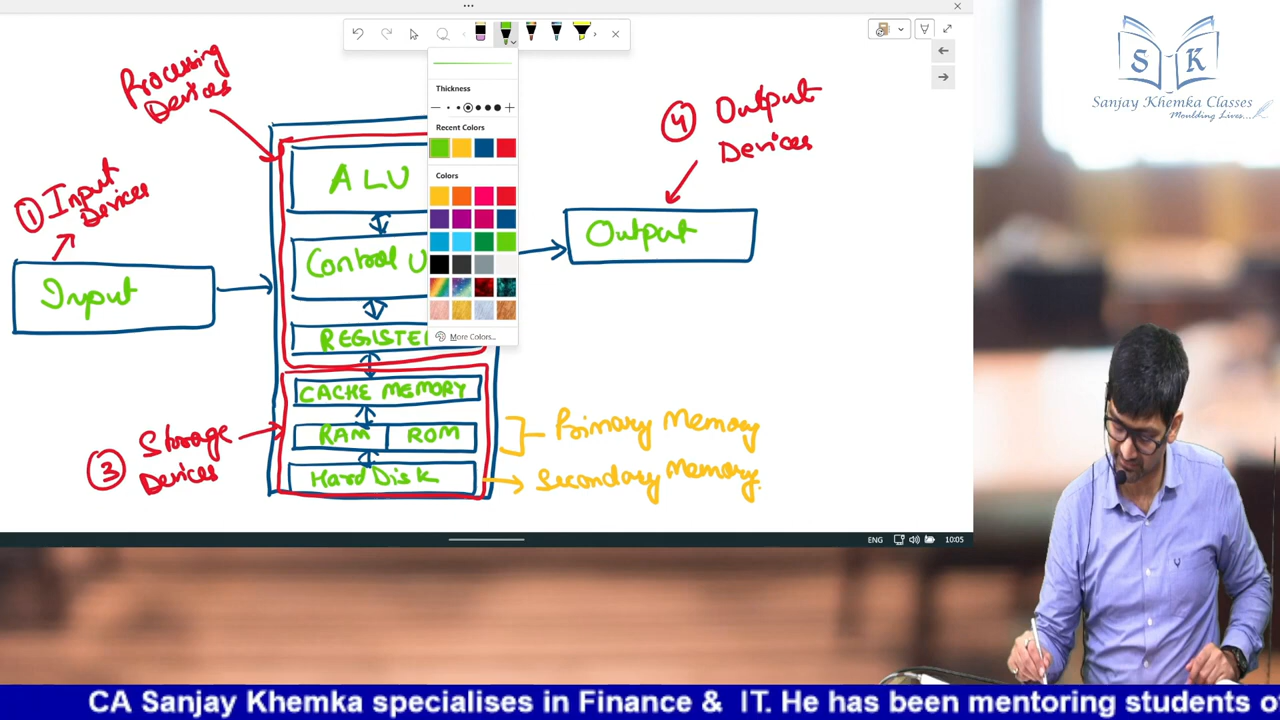 Processing
Devices
① Input
Devices
Input
ALU
Control U
REGISTE
CACHE MEMORY
RAM ROM
Hard Disk
③ Storage
Devices
Thickness
Recent Colors
Colors
More Colors...
④ Output
Devices
Output
Primary Memory
Secondary Memory.
ENG 10:05
S K
Sanjay Khemka Classes
Moulding Lives...
CA Sanjay Khemka specialises in Finance & IT. He has been mentoring students o